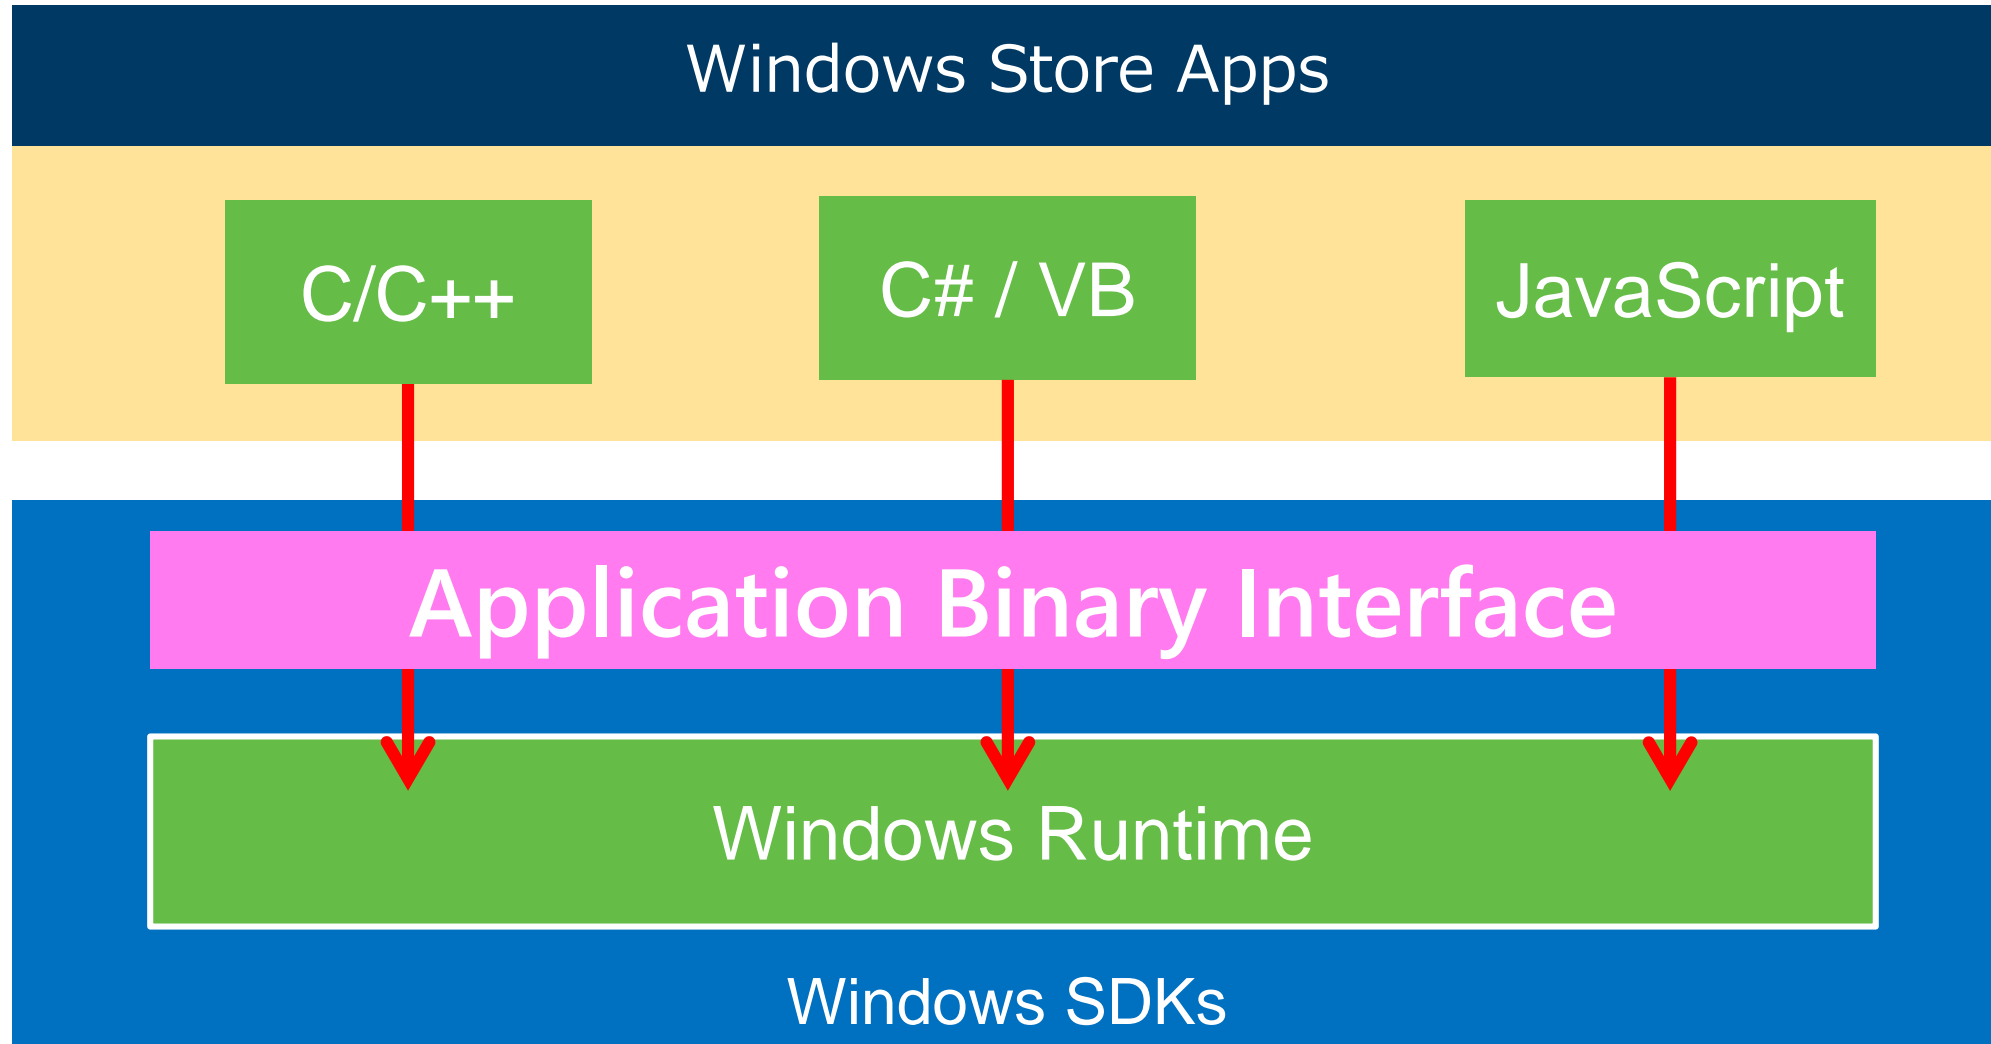 Windows Store Apps
C/C++
C# / VB
JavaScript
Application Binary Interface
Windows Runtime
Windows SDKs